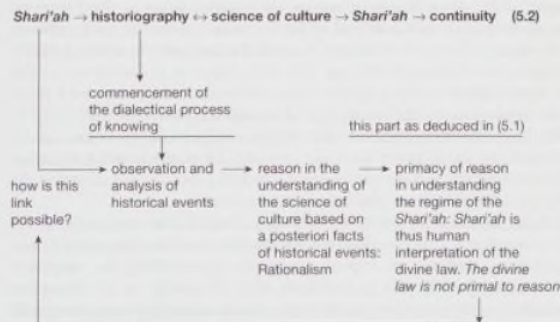 Shari'ah → historiography ↔ science of culture → Shari'ah → continuity (5.2)
commencement of
the dialectical process
of knowing
this part as deduced in (5.1)
how is this
link
possible?
observation and
analysis of
historical events
reason in the
understanding of
the science of
culture based on
a posteriori facts
of historical events:
Rationalism
primacy of reason
in understanding
the regime of the
Shari'ah: Shari'ah is
thus human
interpretation of the
divine law. The divine
law is not primal to reason